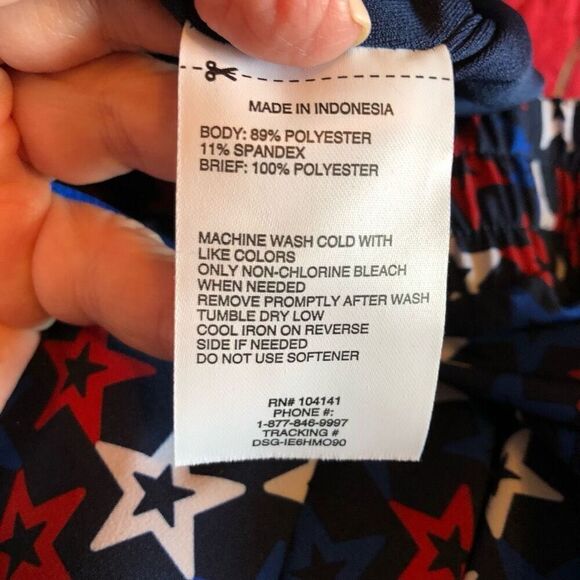 MADE IN INDONESIA
BODY: 89% POLYESTER
11% SPANDEX
BRIEF: 100% POLYESTER
MACHINE WASH COLD WITH
LIKE COLORS
ONLY NON-CHLORINE BLEACH
WHEN NEEDED
REMOVE PROMPTLY AFTER WASH
TUMBLE DRY LOW
COOL IRON ON REVERSE
SIDE IF NEEDED
DO NOT USE SOFTENER
RN# 104141
PHONE #:
1-877-846-9997
TRACKING #
DSG-IE6HMO90